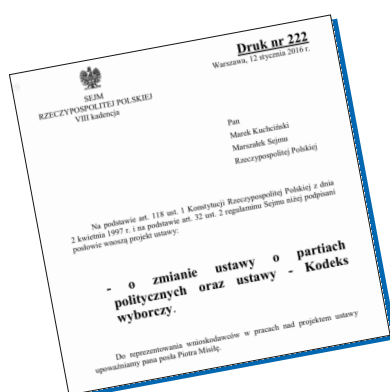 Druk nr 222
Warszawa, 12 stycznia 2016 r.
SEJM
RZECZYPOSPOLITEJ POLSKIEJ
VIII kadencja
Pan
Marek Kuchciński
Marszałek Sejmu
Rzeczypospolitej Polskiej
Na podstawie art. 118 ust. 1 Konstytucji Rzeczypospolitej Polskiej z dnia
2 kwietnia 1997 r. i na podstawie art. 32 ust. 2 regulaminu Sejmu niżej podpisani
posłowie wnoszą projekt ustawy:
- o zmianie ustawy o partiach
politycznych oraz ustawy - Kodeks
wyborczy.
Do reprezentowania wnioskodawców w pracach nad projektem ustawy
upoważniamy pana posła Piotra Misiłę.